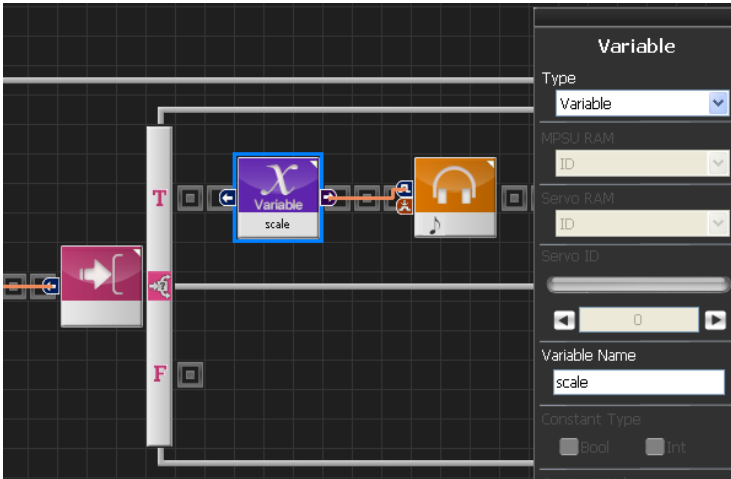 Variable
Type
Variable
MPSU RAM
ID
Servo RAM
ID
Servo ID
0
Variable Name
scale
Constant Type
Bool Int
T
X
Variable
scale
?
F